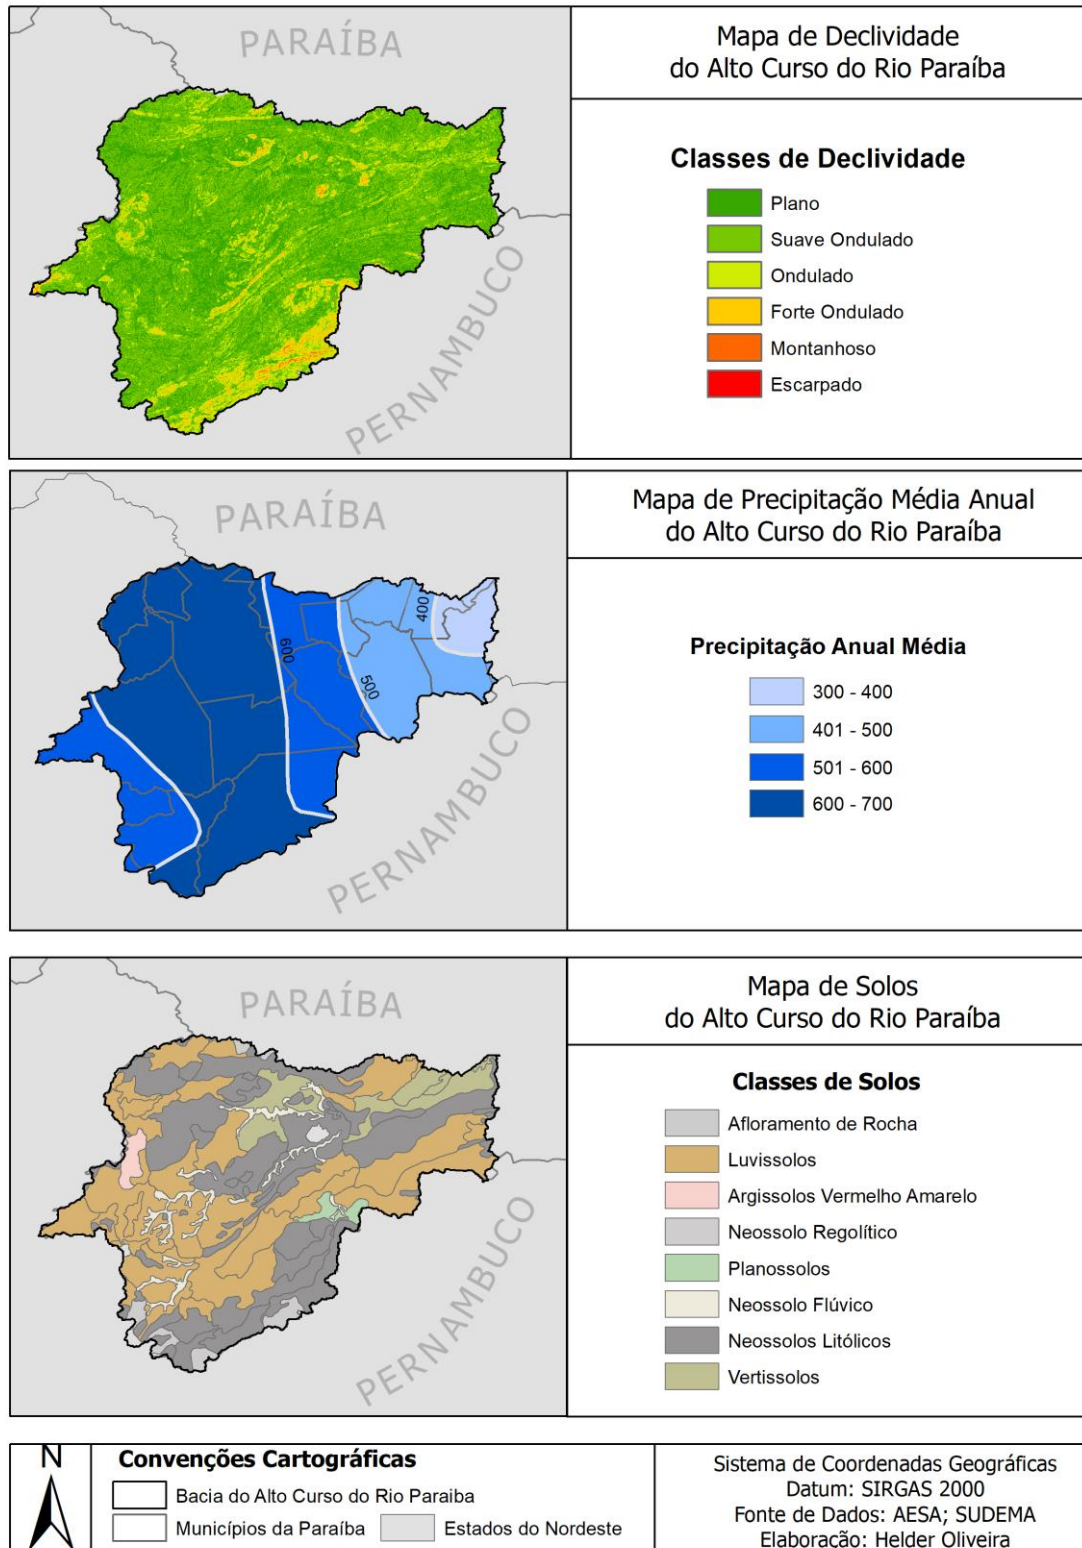 PARAÍBA
PERNAMBUCO
Mapa de Declividade
do Alto Curso do Rio Paraíba
Classes de Declividade
Plano
Suave Ondulado
Ondulado
Forte Ondulado
Montanhoso
Escarpado
PARAÍBA
600
500
400
PERNAMBUCO
Mapa de Precipitação Média Anual
do Alto Curso do Rio Paraíba
Precipitação Anual Média
300 - 400
401 - 500
501 - 600
600 - 700
PARAÍBA
PERNAMBUCO
Mapa de Solos
do Alto Curso do Rio Paraíba
Classes de Solos
Afloramento de Rocha
Luvissolos
Argissolos Vermelho Amarelo
Neossolo Regolítico
Planossolos
Neossolo Flúvico
Neossolos Litólicos
Vertissolos
N
Convenções Cartográficas
Bacia do Alto Curso do Rio Paraiba
Municípios da Paraíba
Estados do Nordeste
Sistema de Coordenadas Geográficas
Datum: SIRGAS 2000
Fonte de Dados: AESA; SUDEMA
Elaboração: Helder Oliveira